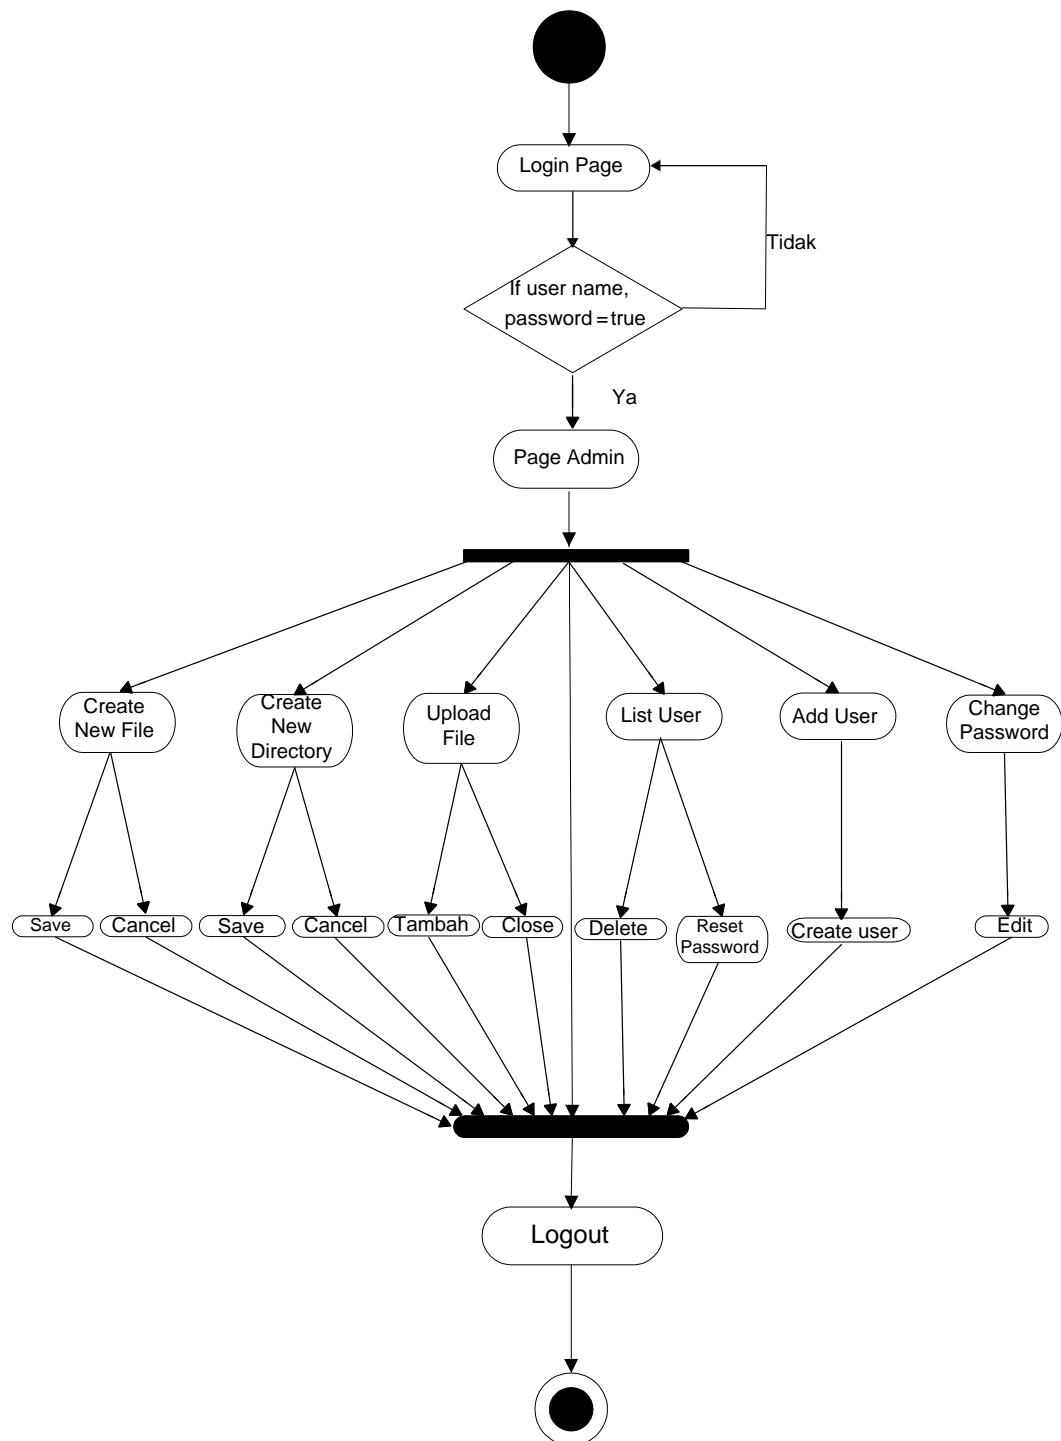 Login Page
Tidak
If user name,
password=true
Ya
Page Admin
Create
New File
Create
New
Directory
Upload
File
List User
Add User
Change
Password
Save
Cancel
Save
Cancel
Tambah
Close
Delete
Reset
Password
Create user
Edit
Logout